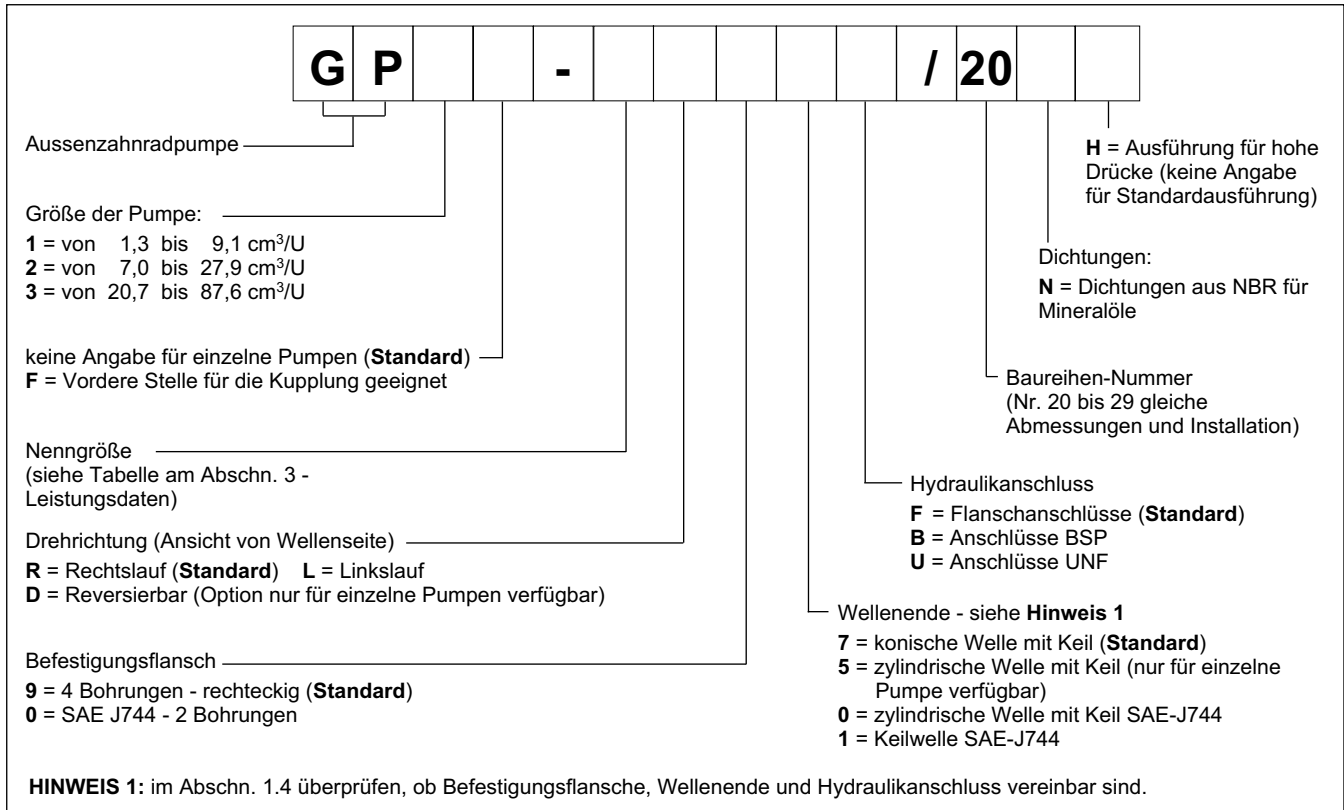 G P - / 20
Aussenzahnradpumpe
Größe der Pumpe:
1 = von 1,3 bis 9,1 cm³/U
2 = von 7,0 bis 27,9 cm³/U
3 = von 20,7 bis 87,6 cm³/U
keine Angabe für einzelne Pumpen (Standard)
F = Vordere Stelle für die Kupplung geeignet
Nenngröße
(siehe Tabelle am Abschn. 3 -
Leistungsdaten)
Drehrichtung (Ansicht von Wellenseite)
R = Rechtslauf (Standard) L = Linkslauf
D = Reversierbar (Option nur für einzelne Pumpen verfügbar)
Befestigungsflansch
9 = 4 Bohrungen - rechteckig (Standard)
0 = SAE J744 - 2 Bohrungen
H = Ausführung für hohe
Drücke (keine Angabe
für Standardausführung)
Dichtungen:
N = Dichtungen aus NBR für
Mineralöle
Baureihen-Nummer
(Nr. 20 bis 29 gleiche
Abmessungen und Installation)
Hydraulikanschluss
F = Flanschanschlüsse (Standard)
B = Anschlüsse BSP
U = Anschlüsse UNF
Wellenende - siehe Hinweis 1
7 = konische Welle mit Keil (Standard)
5 = zylindrische Welle mit Keil (nur für einzelne
Pumpe verfügbar)
0 = zylindrische Welle mit Keil SAE-J744
1 = Keilwelle SAE-J744
HINWEIS 1: im Abschn. 1.4 überprüfen, ob Befestigungsflansche, Wellenende und Hydraulikanschluss vereinbar sind.